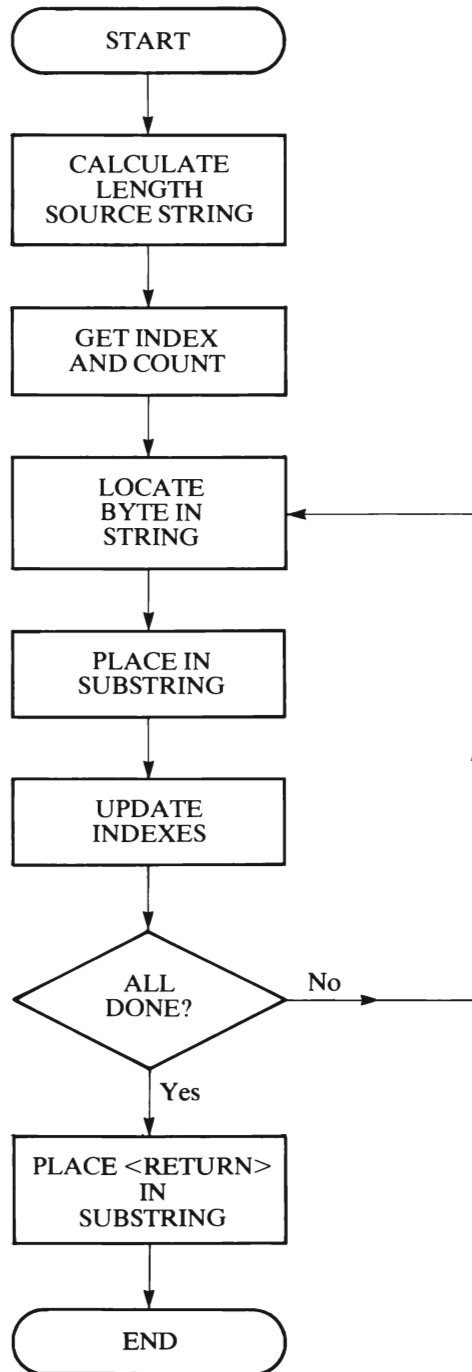 START
CALCULATE
LENGTH
SOURCE STRING
GET INDEX
AND COUNT
LOCATE
BYTE IN
STRING
PLACE IN
SUBSTRING
UPDATE
INDEXES
ALL
DONE?
No
Yes
PLACE <RETURN>
IN
SUBSTRING
END